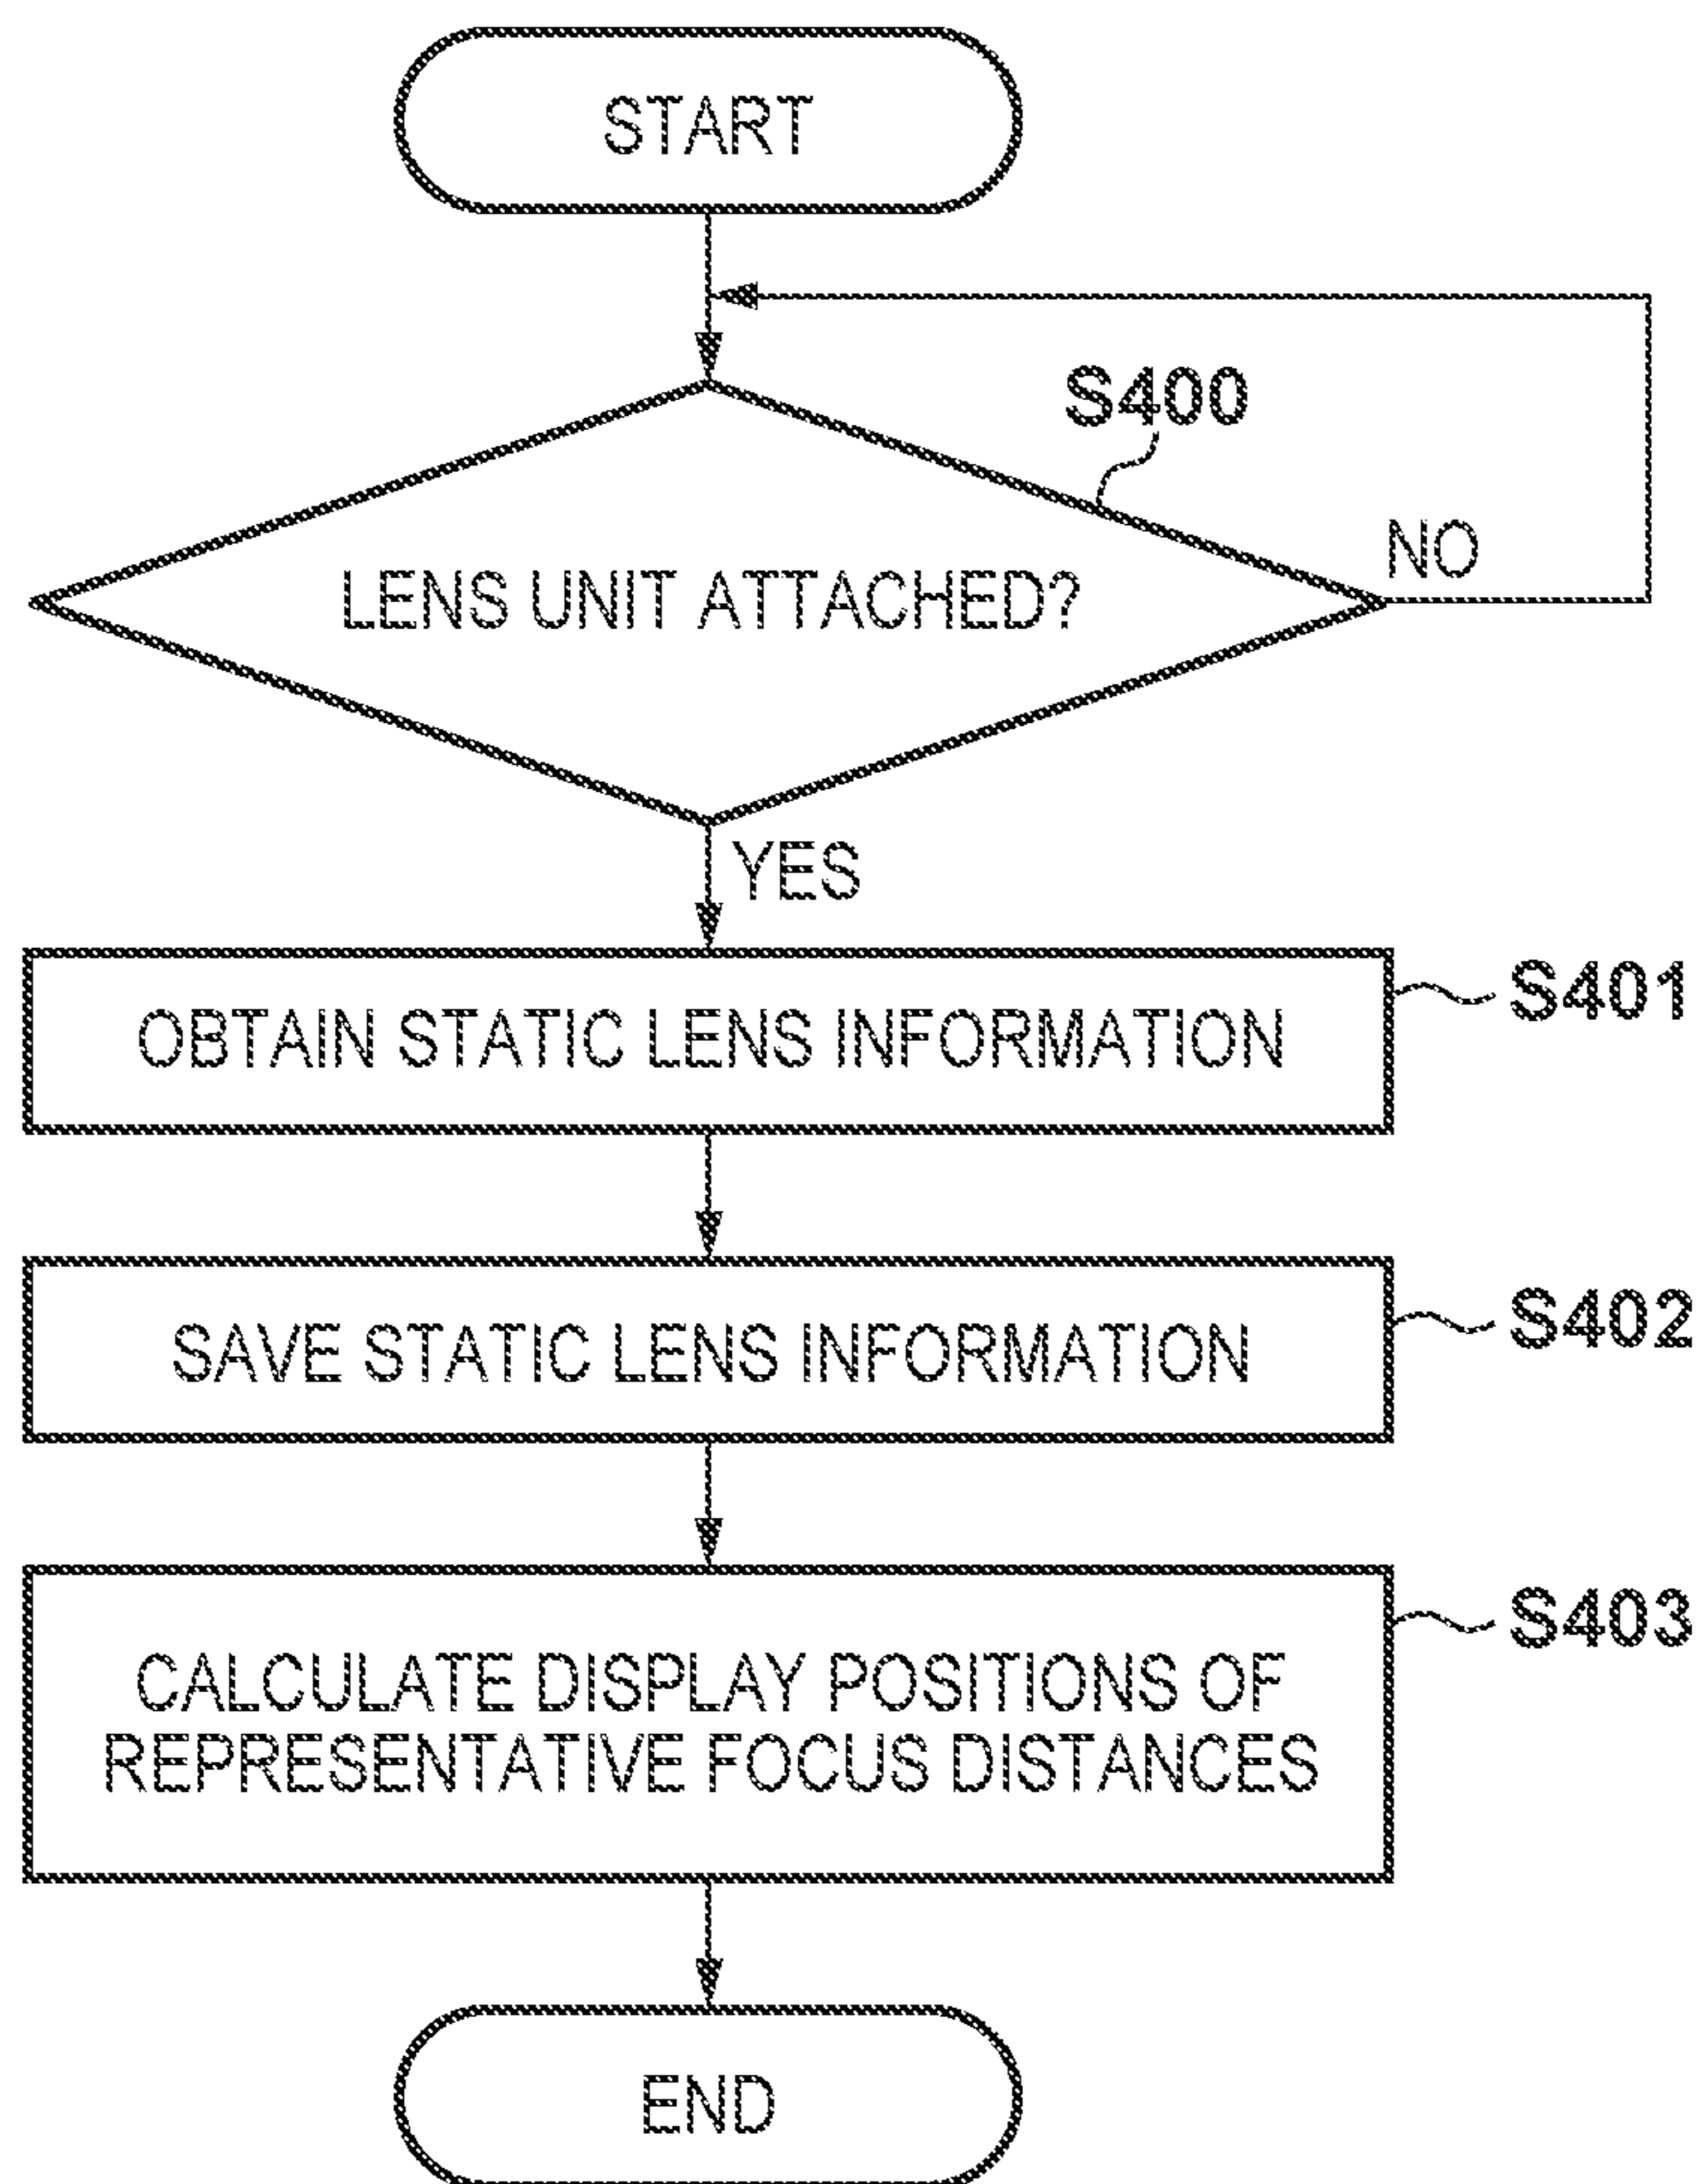 START
S400
NO
LENS UNIT ATTACHED?
YES
OBTAIN STATIC LENS INFORMATION
S401
SAVE STATIC LENS INFORMATION
S402
CALCULATE DISPLAY POSITIONS OF
REPRESENTATIVE FOCUS DISTANCES
S403
END